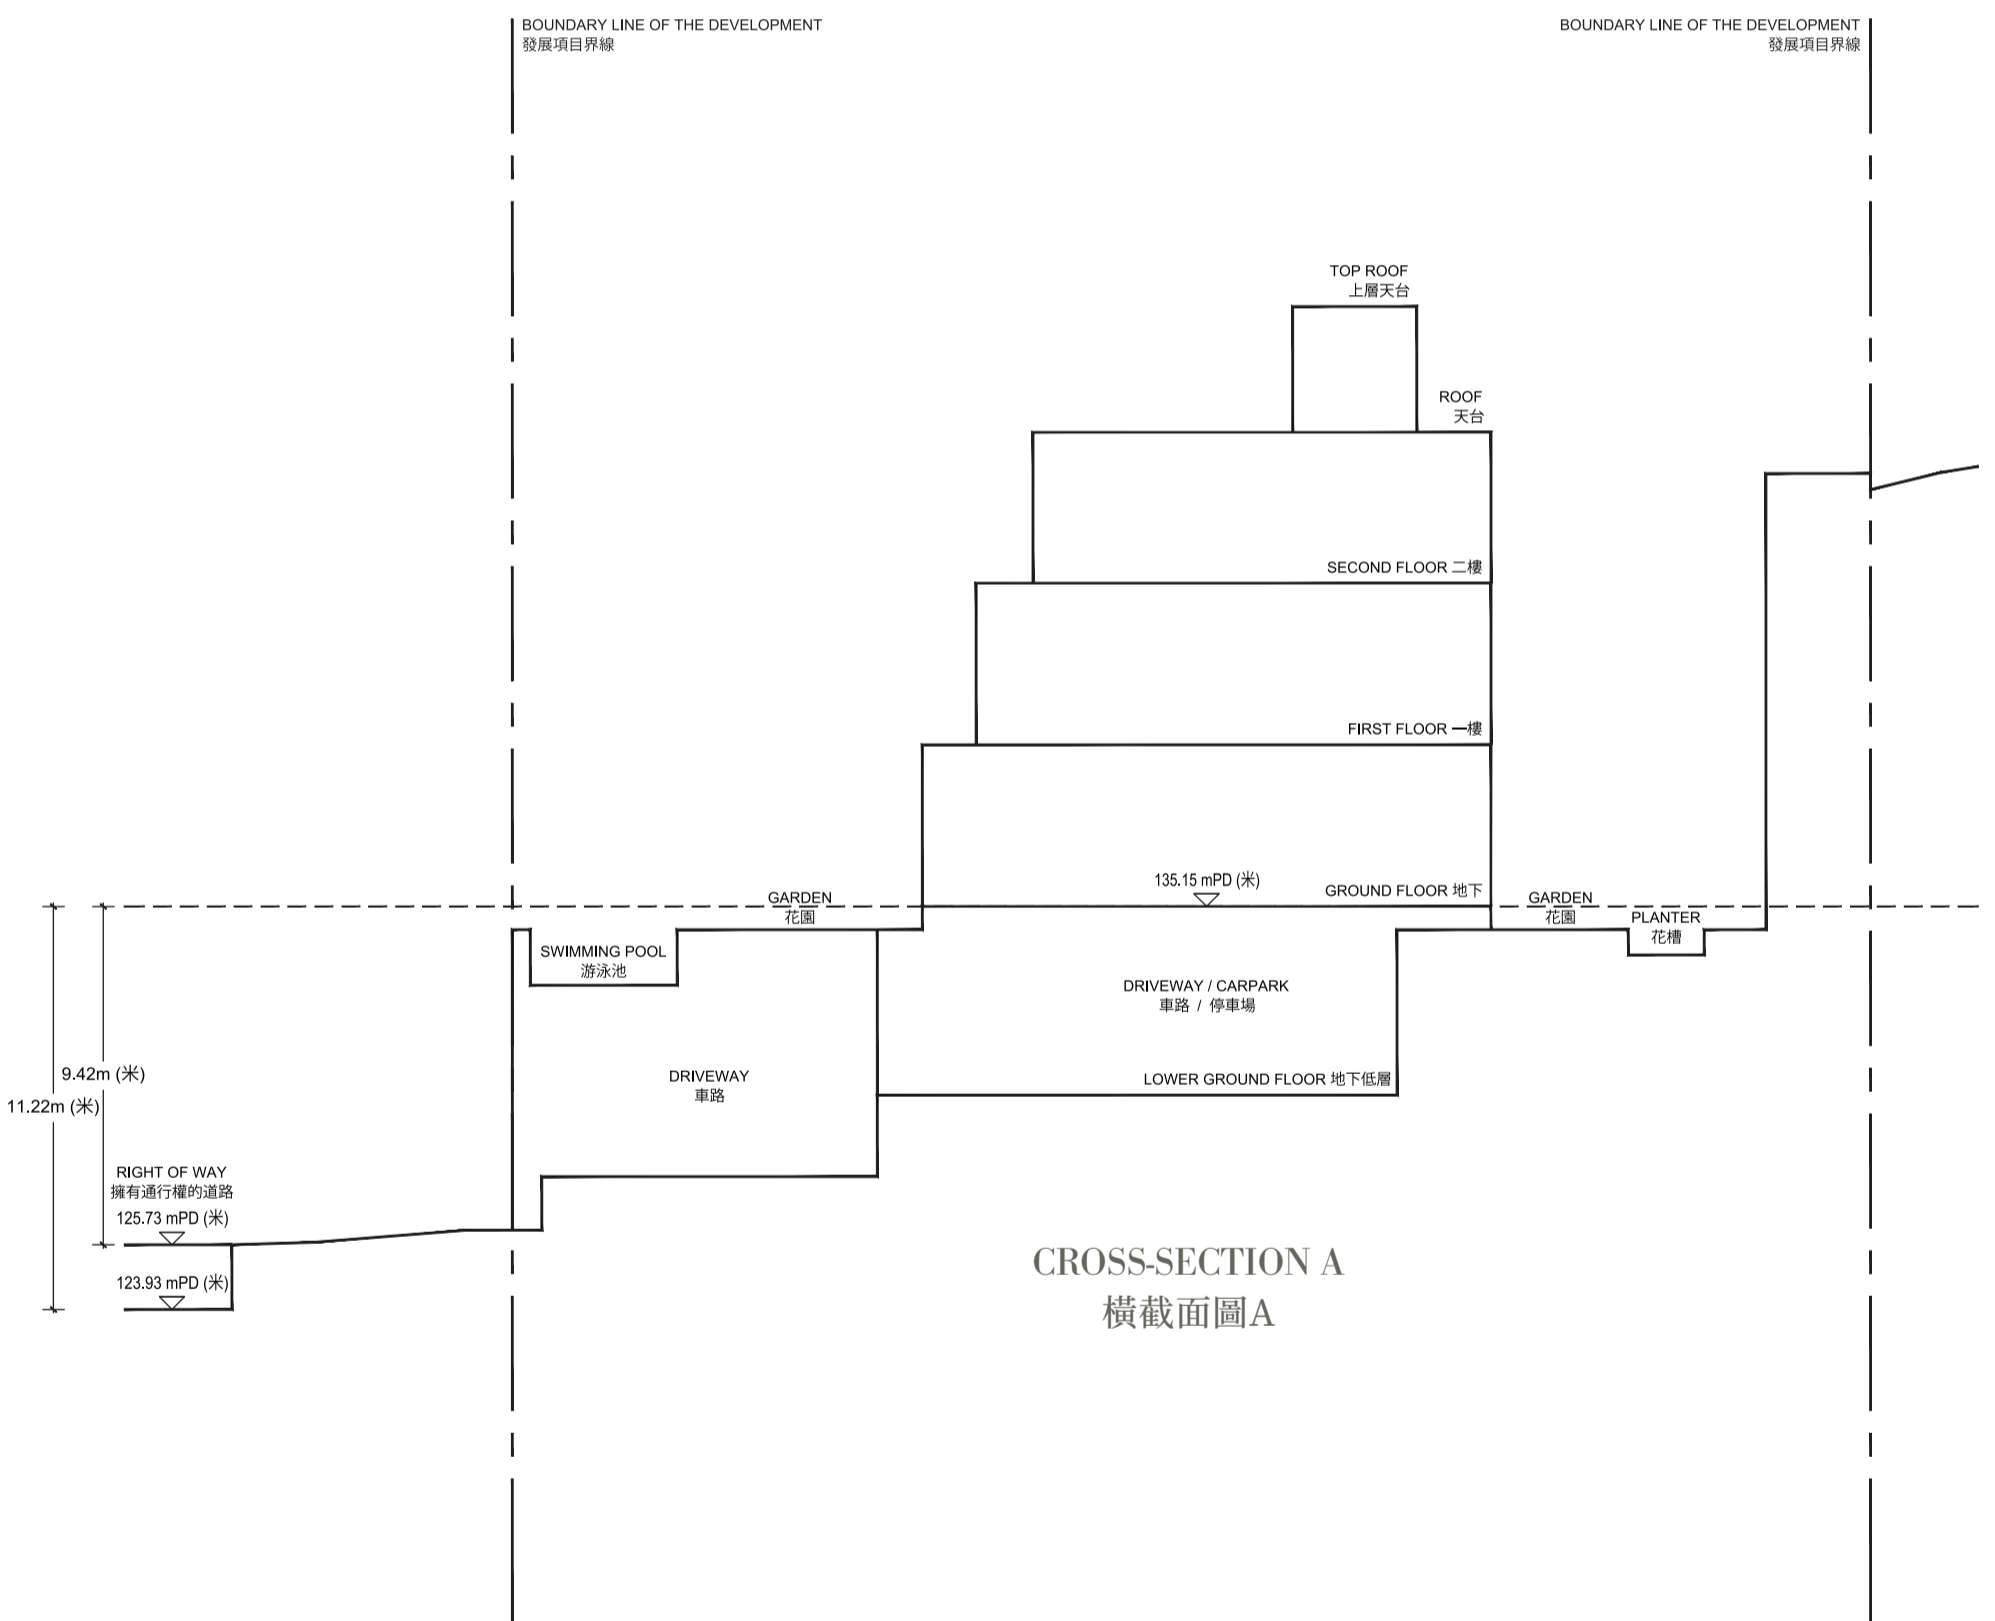 BOUNDARY LINE OF THE DEVELOPMENT
發展項目界線
BOUNDARY LINE OF THE DEVELOPMENT
發展項目界線
TOP ROOF
上層天台
ROOF
天台
SECOND FLOOR 二樓
FIRST FLOOR 一樓
135.15 mPD (米)
GROUND FLOOR 地下
GARDEN
花園
GARDEN
花園
PLANTER
花槽
SWIMMING POOL
游泳池
DRIVEWAY / CARPARK
車路 / 停車場
9.42m (米)
11.22m (米)
DRIVEWAY
車路
LOWER GROUND FLOOR 地下低層
RIGHT OF WAY
擁有通行權的道路
125.73 mPD (米)
123.93 mPD (米)
CROSS-SECTION A
橫截面圖A